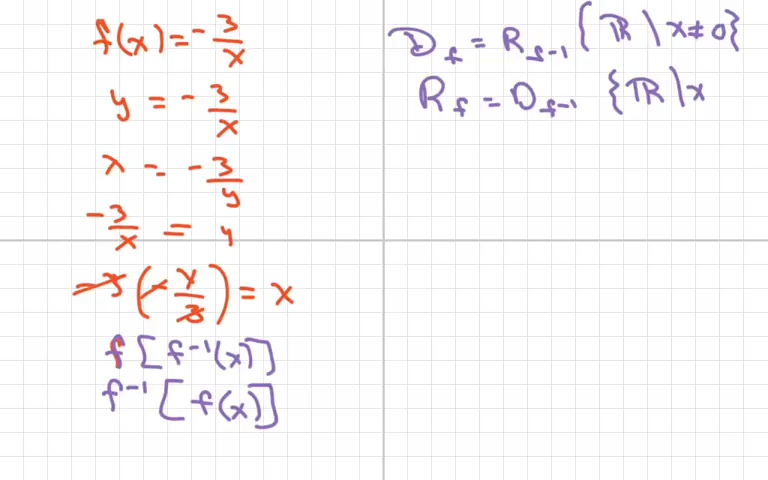 f(x) = - 3/x
y = - 3/x
x = - 3/y
- 3/x = y
-3 (- x/3) = x
f [ f⁻¹(x) ]
f⁻¹ [ f(x) ]
D_f = R_f⁻¹ { ℝ \ x ≠ 0 }
R_f = D_f⁻¹ { ℝ \ x